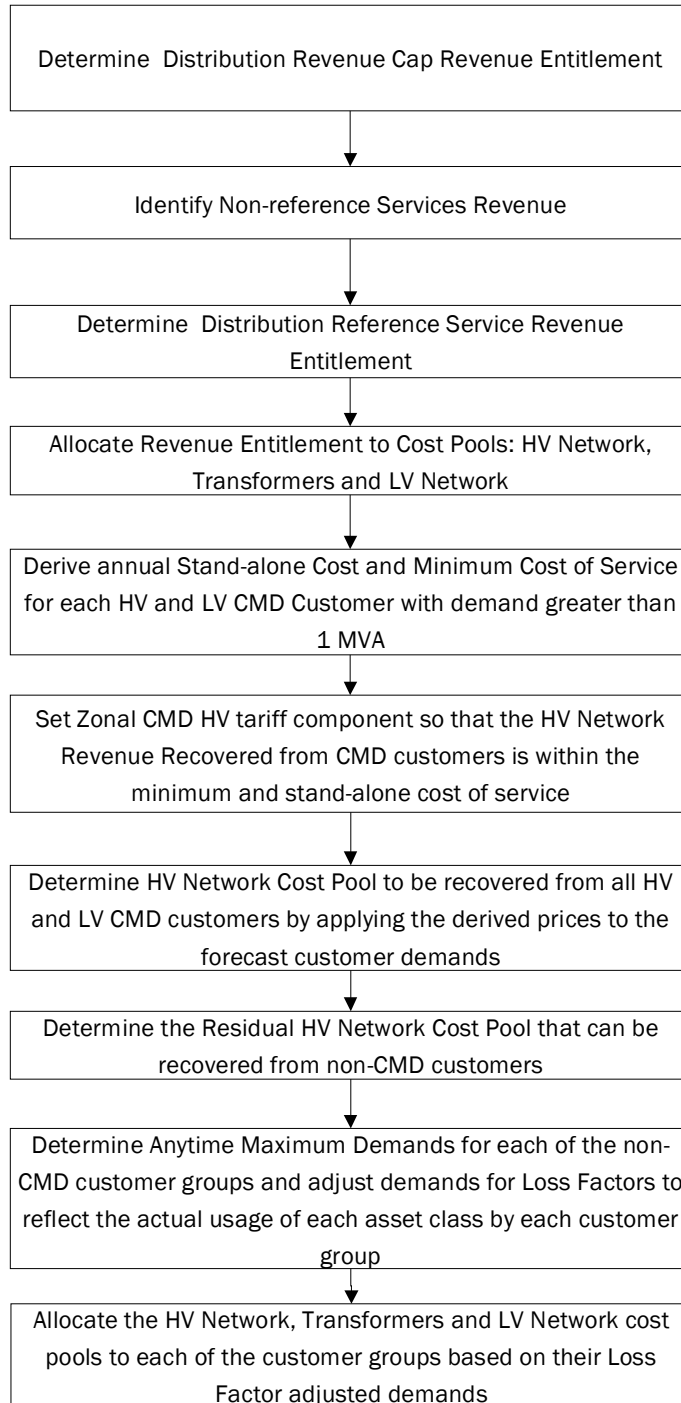 Determine Distribution Revenue Cap Revenue Entitlement
Identify Non-reference Services Revenue
Determine Distribution Reference Service Revenue
Entitlement
Allocate Revenue Entitlement to Cost Pools: HV Network,
Transformers and LV Network
Derive annual Stand-alone Cost and Minimum Cost of Service
for each HV and LV CMD Customer with demand greater than
1 MVA
Set Zonal CMD HV tariff component so that the HV Network
Revenue Recovered from CMD customers is within the
minimum and stand-alone cost of service
Determine HV Network Cost Pool to be recovered from all HV
and LV CMD customers by applying the derived prices to the
forecast customer demands
Determine the Residual HV Network Cost Pool that can be
recovered from non-CMD customers
Determine Anytime Maximum Demands for each of the non-
CMD customer groups and adjust demands for Loss Factors to
reflect the actual usage of each asset class by each customer
group
Allocate the HV Network, Transformers and LV Network cost
pools to each of the customer groups based on their Loss
Factor adjusted demands